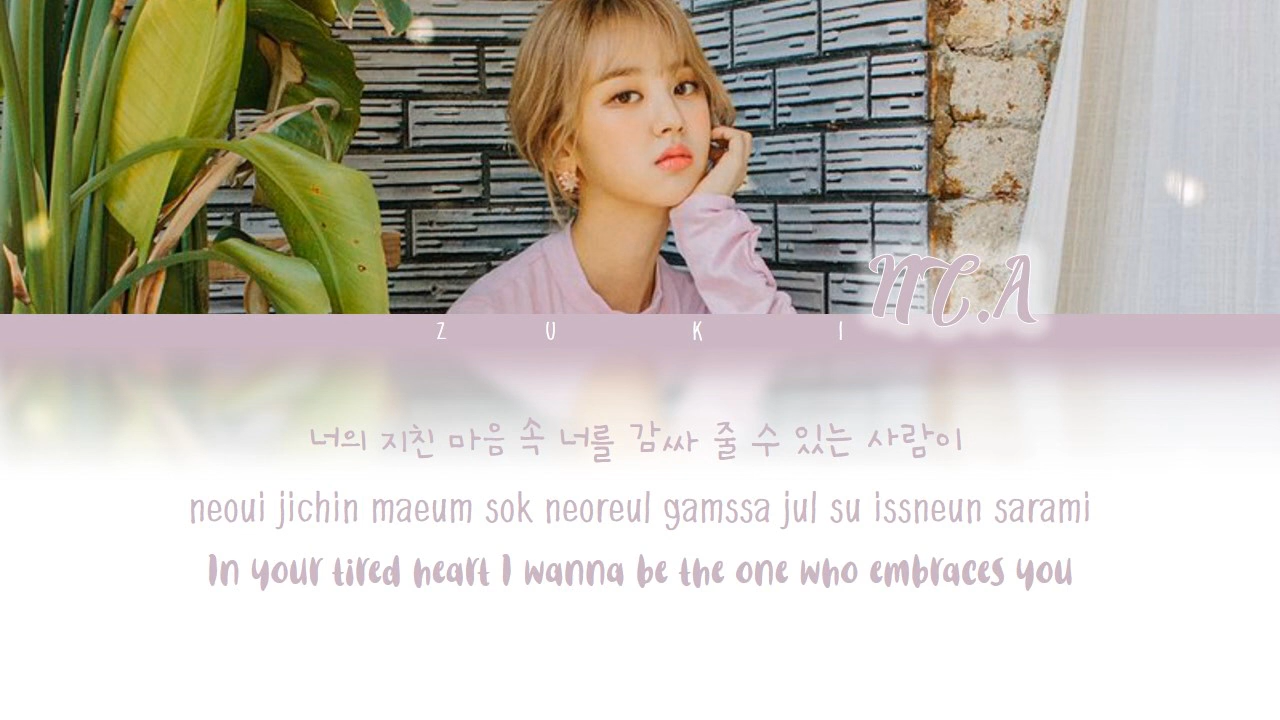 NC.A
Z U K I
너의 지친 마음 속 너를 감싸 줄 수 있는 사람이
neoui jichin maeum sok neoreul gamssa jul su issneun sarami
In your tired heart I wanna be the one who embraces you